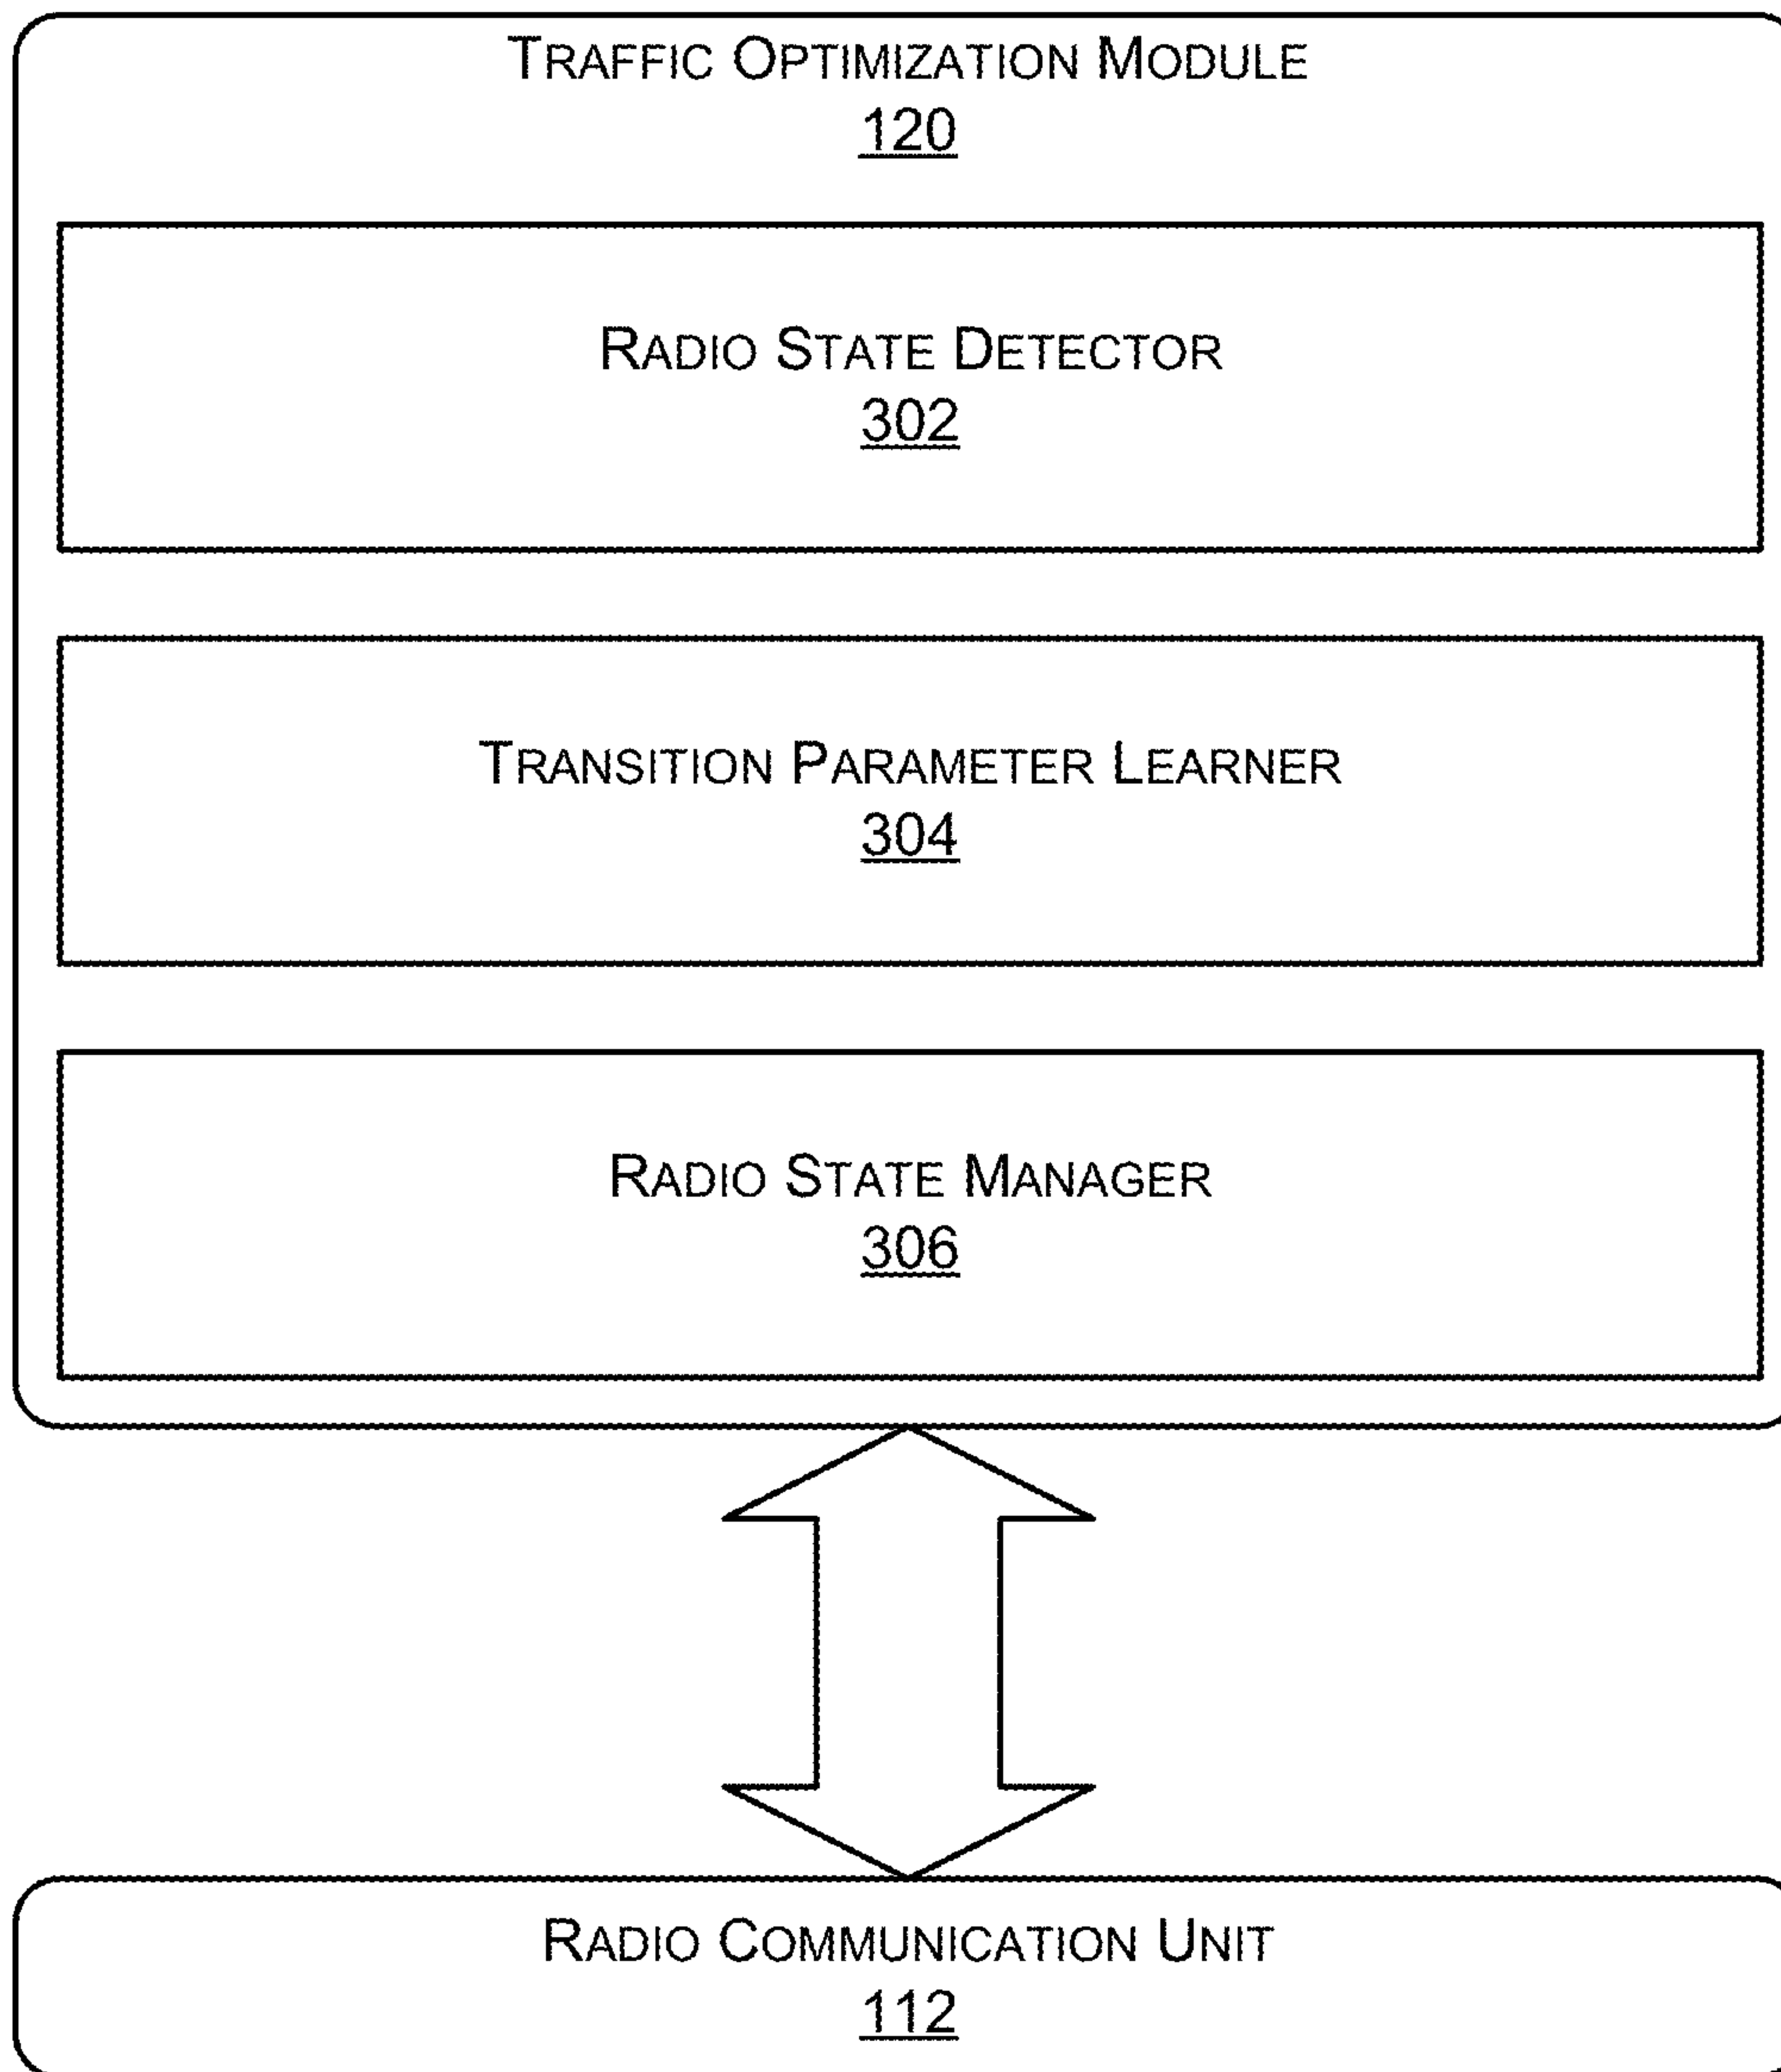 TRAFFIC OPTIMIZATION MODULE
120
RADIO STATE DETECTOR
302
TRANSITION PARAMETER LEARNER
304
RADIO STATE MANAGER
306
RADIO COMMUNICATION UNIT
112